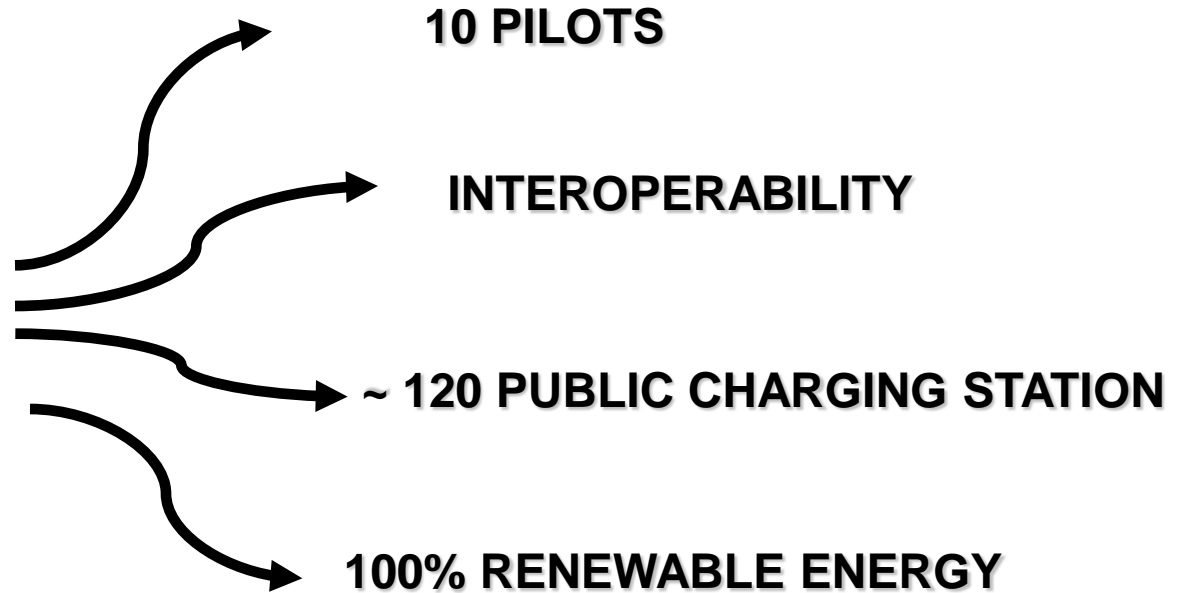 10 PILOTS
INTEROPERABILITY
~ 120 PUBLIC CHARGING STATION
100% RENEWABLE ENERGY